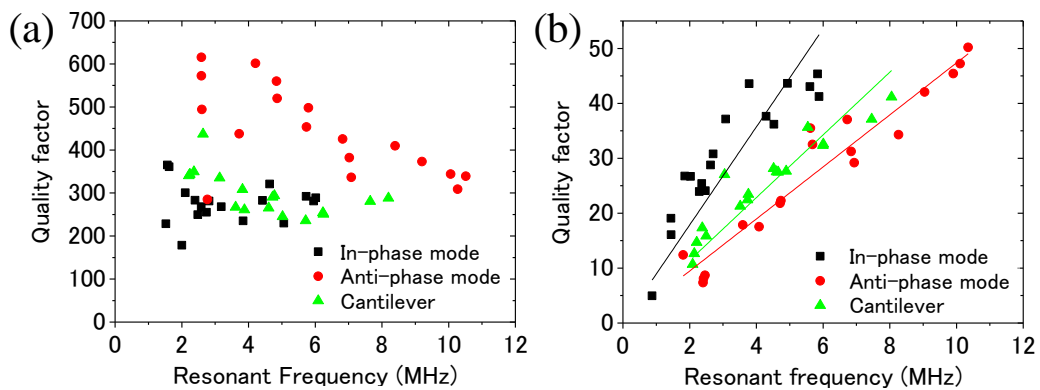 (a)
700
600
500
400
300
200
100
0
Quality factor
In-phase mode
Anti-phase mode
Cantilever
0 2 4 6 8 10 12
Resonant Frequency (MHz)
(b)
50
40
30
20
10
0
Quality factor
In-phase mode
Anti-phase mode
Cantilever
0 2 4 6 8 10 12
Resonant frequency (MHz)